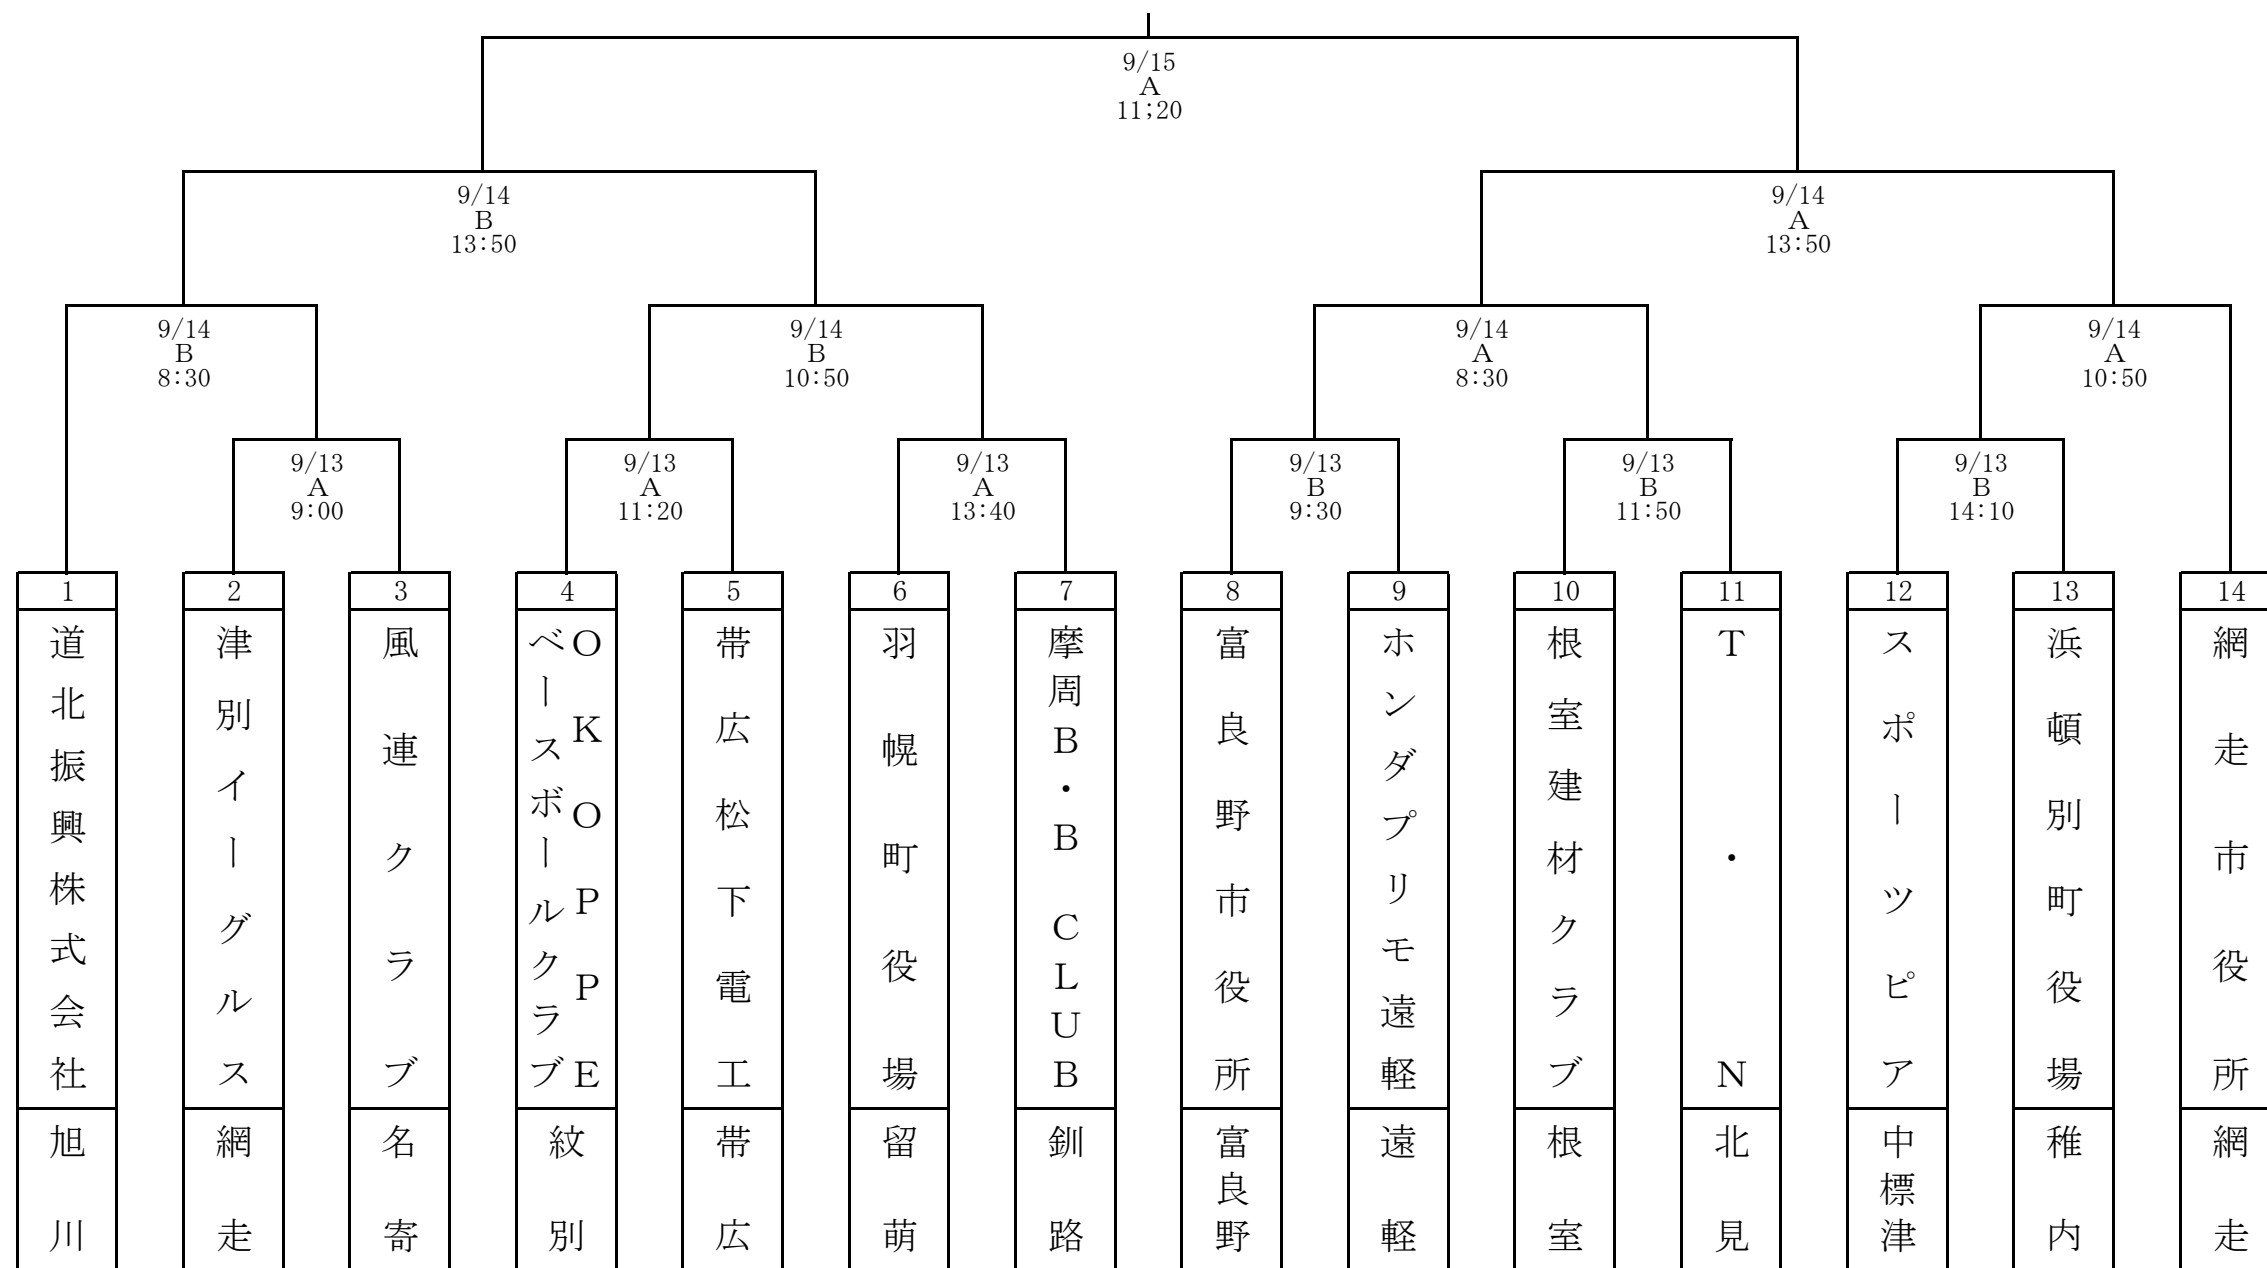 9/15
A
11;20
9/14
B
13:50
9/14
A
13:50
9/14
B
8:30
9/14
B
10:50
9/14
A
8:30
9/14
A
10:50
9/13
A
9:00
9/13
A
11:20
9/13
A
13:40
9/13
B
9:30
9/13
B
11:50
9/13
B
14:10
1
道北振興株式会社
旭川
2
津別イーグルス
網走
3
風連クラブ
名寄
4
OKOPPE
ベースボールクラブ
紋別
5
帯広松下電工
帯広
6
羽幌町役場
留萌
7
摩周B・B CLUB
釧路
8
富良野市役所
富良野
9
ホンダプリモ遠軽
遠軽
10
根室建材クラブ
根室
11
T・N
北見
12
スポーツピア
中標津
13
浜頓別町役場
稚内
14
網走市役所
網走